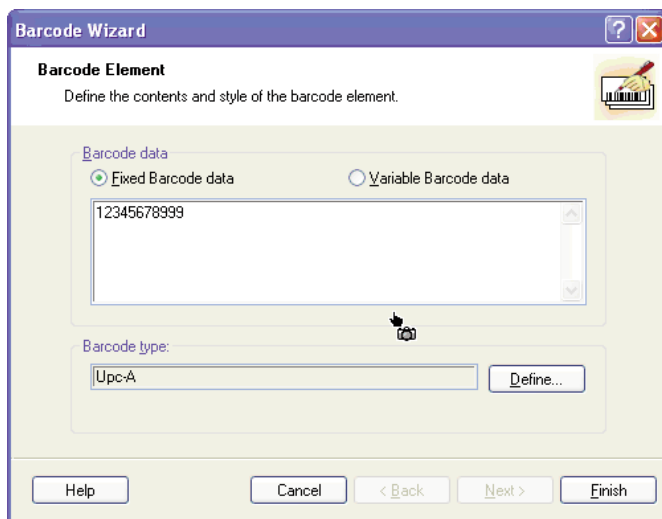 Barcode Wizard
Barcode Element
Define the contents and style of the barcode element.
Barcode data
Fixed Barcode data Variable Barcode data
12345678999
Barcode type:
Upc-A Define...
Help Cancel < Back Next > Finish